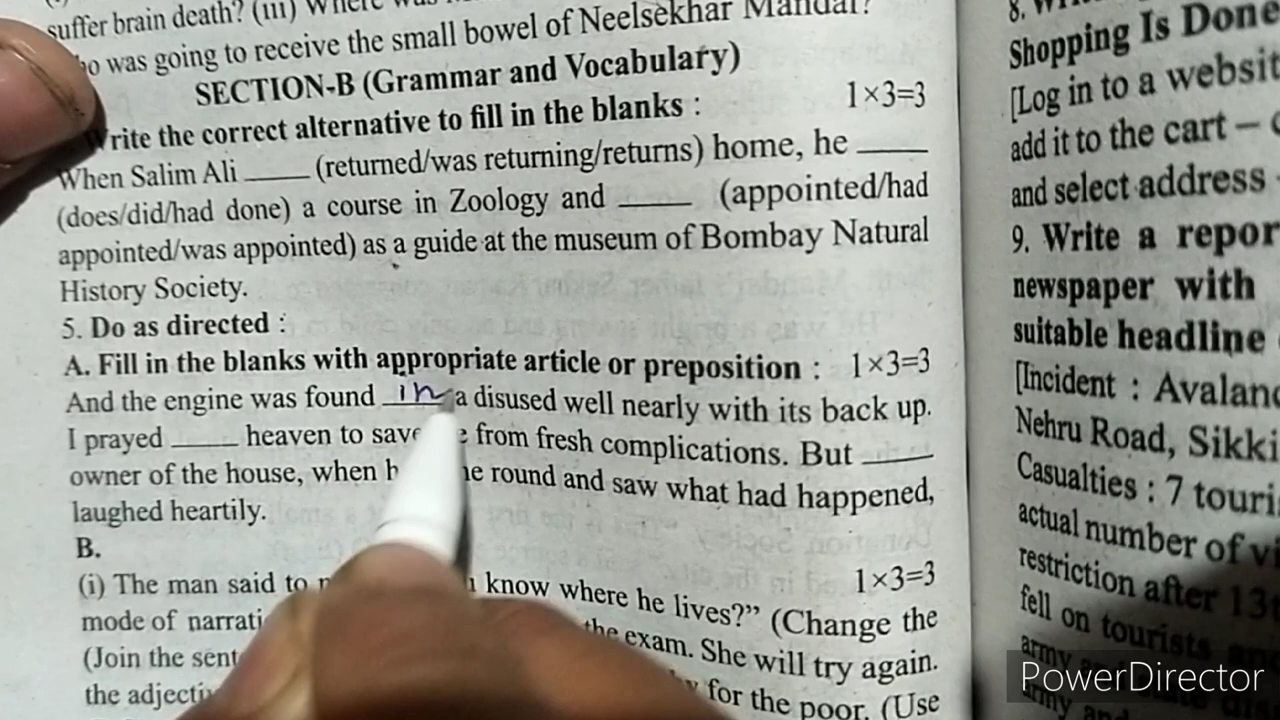 suffer brain death? (iii) Where was
who was going to receive the small bowel of Neelsekhar Mandal?
SECTION-B (Grammar and Vocabulary)
Write the correct alternative to fill in the blanks : 1×3=3
When Salim Ali _____ (returned/was returning/returns) home, he _____
(does/did/had done) a course in Zoology and _____ (appointed/had
appointed/was appointed) as a guide at the museum of Bombay Natural
History Society.
5. Do as directed :
A. Fill in the blanks with appropriate article or preposition : 1×3=3
And the engine was found in a disused well nearly with its back up.
I prayed _____ heaven to save from fresh complications. But _____
owner of the house, when round and saw what had happened,
laughed heartily.
B.
(i) The man said to know where he lives?” (Change the 1×3=3
mode of narrati
(Join the sent the exam. She will try again.
the adjectiv for the poor. (Use
8.
Shopping Is Done
[Log in to a websit
add it to the cart –
and select address
9. Write a repor
newspaper with
suitable headline
[Incident : Avalanc
Nehru Road, Sikki
Casualties : 7 touri
actual number of vi
restriction after 13
fell on tourists
army
PowerDirector